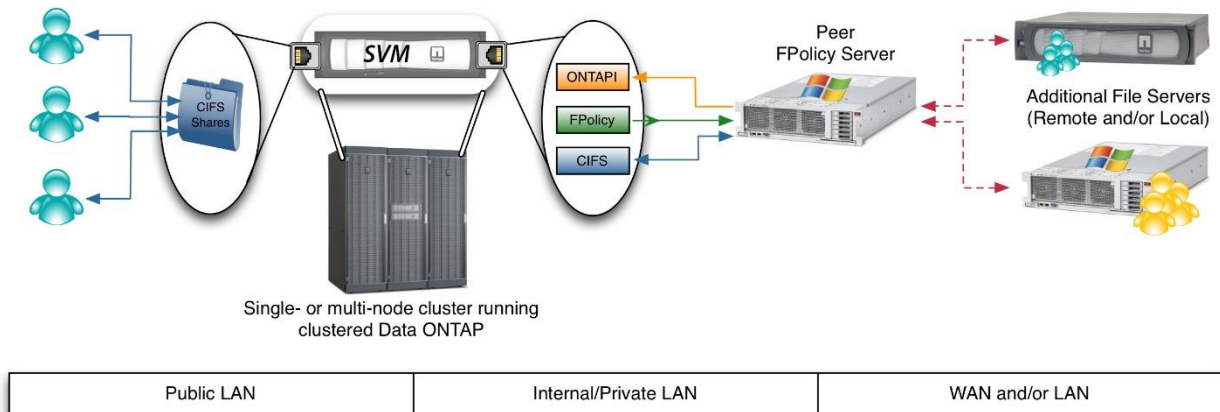 CIFS
Shares
SVM
ONTAPI
FPolicy
CIFS
Peer
FPolicy Server
Additional File Servers
(Remote and/or Local)
Single- or multi-node cluster running
clustered Data ONTAP
Public LAN
Internal/Private LAN
WAN and/or LAN